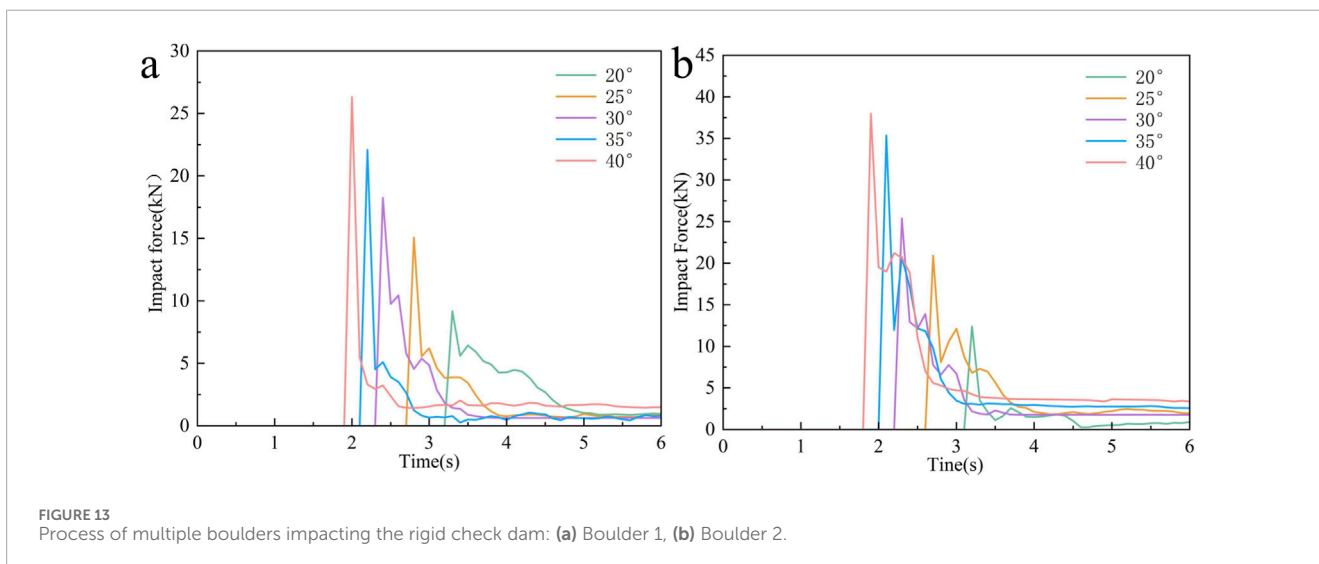 a
30
25
20
15
10
5
0
Impact force(kN)
0 1 2 3 4 5 6
Time(s)
20°
25°
30°
35°
40°
b
45
40
35
30
25
20
15
10
5
0
Impact Force(kN)
0 1 2 3 4 5 6
Tine(s)
20°
25°
30°
35°
40°
FIGURE 13
Process of multiple boulders impacting the rigid check dam: (a) Boulder 1, (b) Boulder 2.